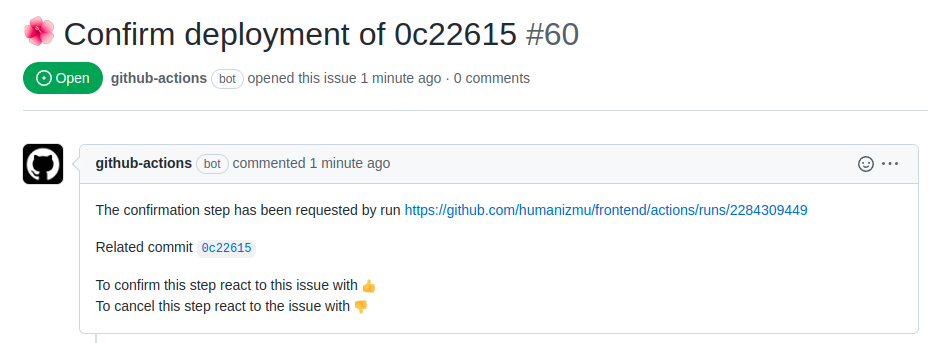 🌺 Confirm deployment of 0c22615 #60
Open github-actions bot opened this issue 1 minute ago · 0 comments
github-actions bot commented 1 minute ago
The confirmation step has been requested by run https://github.com/humanizmu/frontend/actions/runs/2284309449
Related commit 0c22615
To confirm this step react to this issue with 👍
To cancel this step react to the issue with 👎